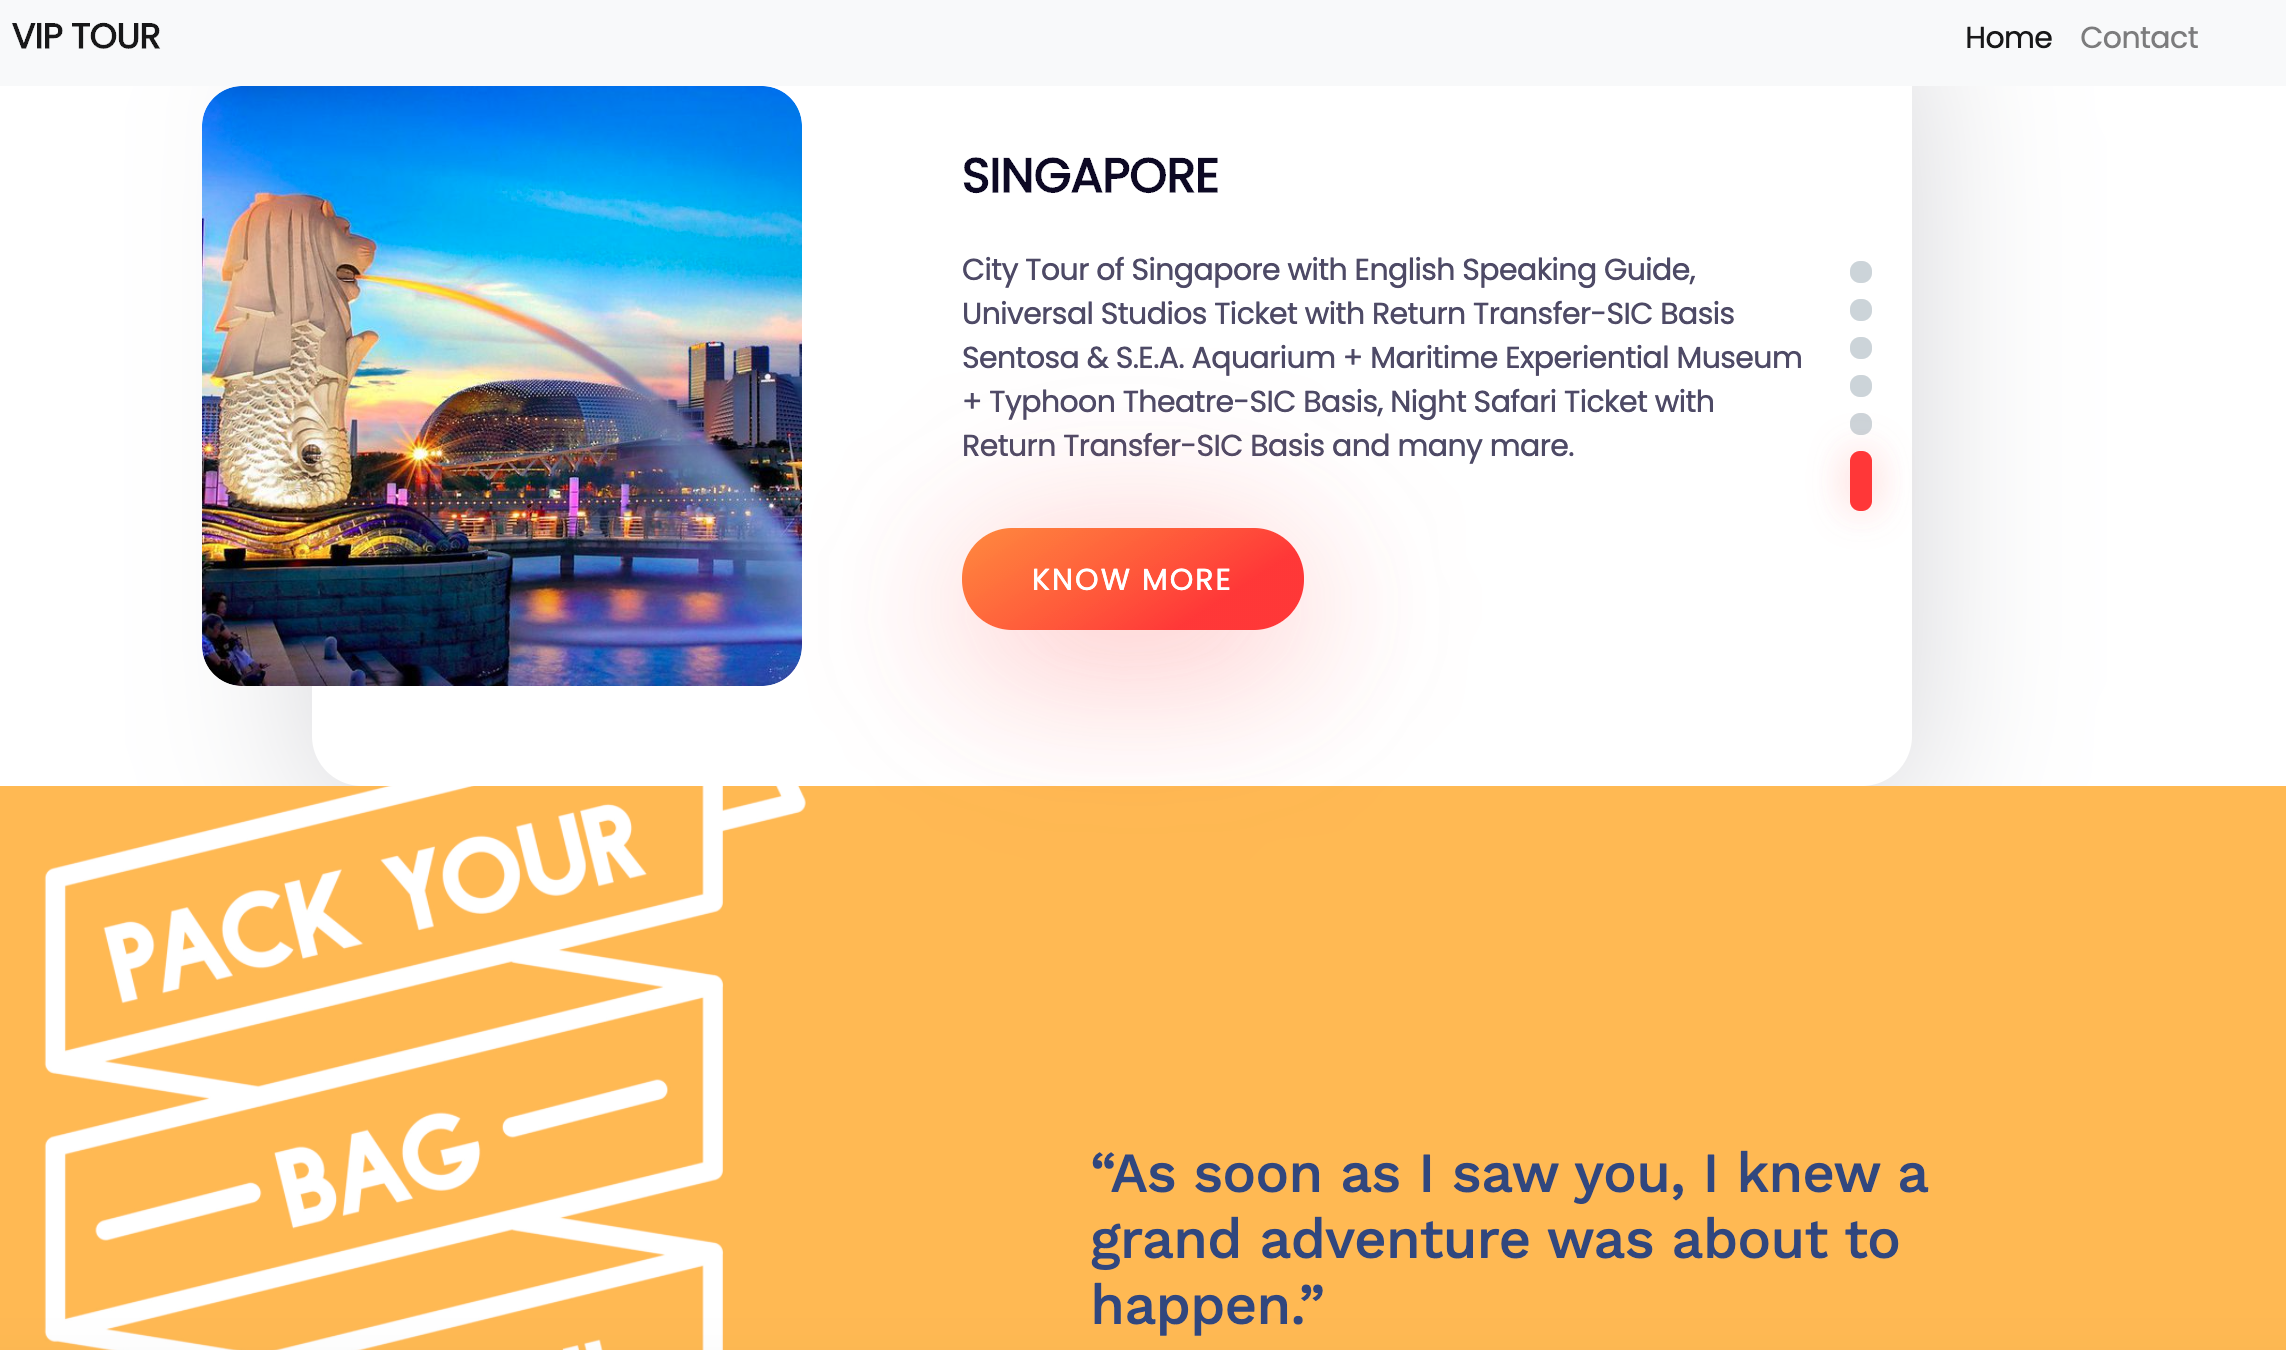 VIP TOUR
Home
Contact
SINGAPORE
City Tour of Singapore with English Speaking Guide,
Universal Studios Ticket with Return Transfer-SIC Basis
Sentosa & S.E.A. Aquarium + Maritime Experiential Museum
+ Typhoon Theatre-SIC Basis, Night Safari Ticket with
Return Transfer-SIC Basis and many mare.
KNOW MORE
PACK YOUR
BAG
“As soon as I saw you, I knew a
grand adventure was about to
happen.”